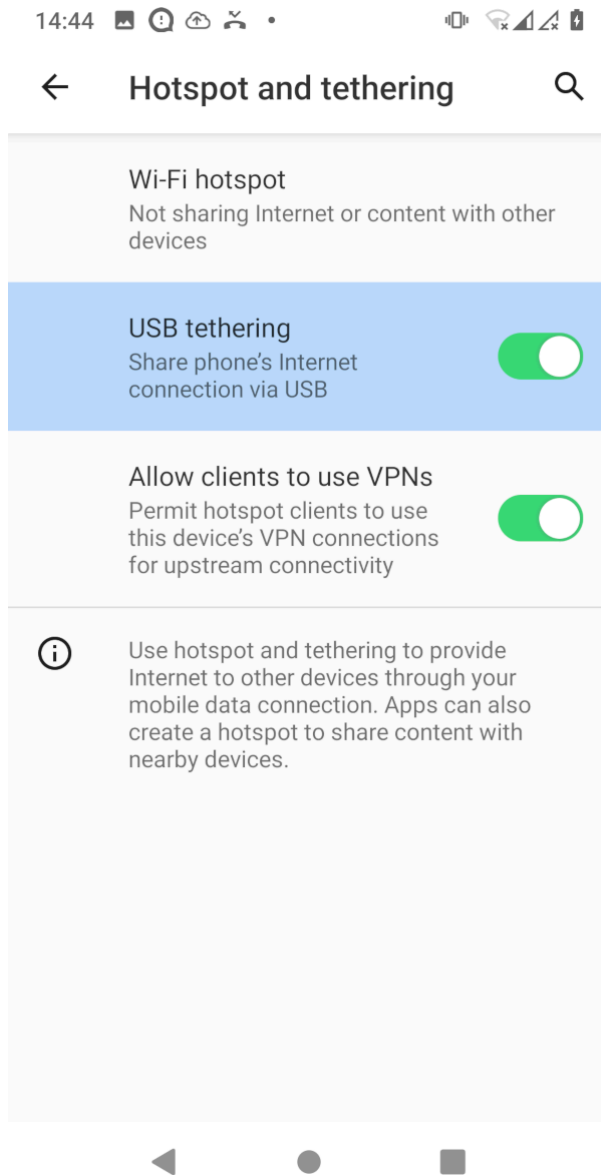 14:44
Hotspot and tethering
Wi-Fi hotspot
Not sharing Internet or content with other
devices
USB tethering
Share phone's Internet
connection via USB
Allow clients to use VPNs
Permit hotspot clients to use
this device's VPN connections
for upstream connectivity
Use hotspot and tethering to provide
Internet to other devices through your
mobile data connection. Apps can also
create a hotspot to share content with
nearby devices.